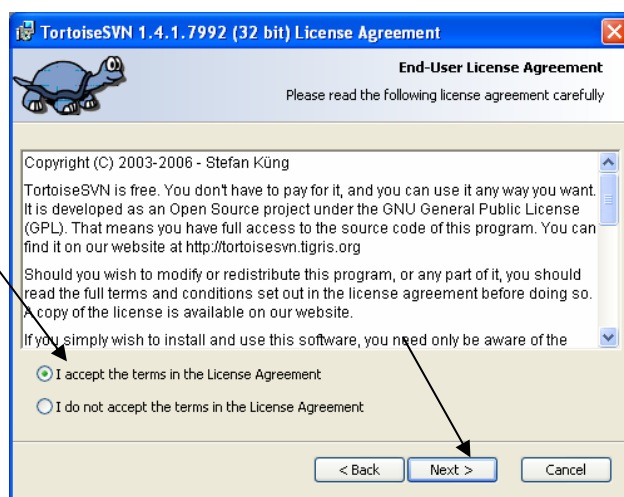 TortoiseSVN 1.4.1.7992 (32 bit) License Agreement
End-User License Agreement
Please read the following license agreement carefully
Copyright (C) 2003-2006 - Stefan Küng
TortoiseSVN is free. You don't have to pay for it, and you can use it any way you want.
It is developed as an Open Source project under the GNU General Public License
(GPL). That means you have full access to the source code of this program. You can
find it on our website at http://tortoisesvn.tigris.org
Should you wish to modify or redistribute this program, or any part of it, you should
read the full terms and conditions set out in the license agreement before doing so.
A copy of the license is available on our website.
If you simply wish to install and use this software, you need only be aware of the
I accept the terms in the License Agreement
I do not accept the terms in the License Agreement
< Back Next > Cancel